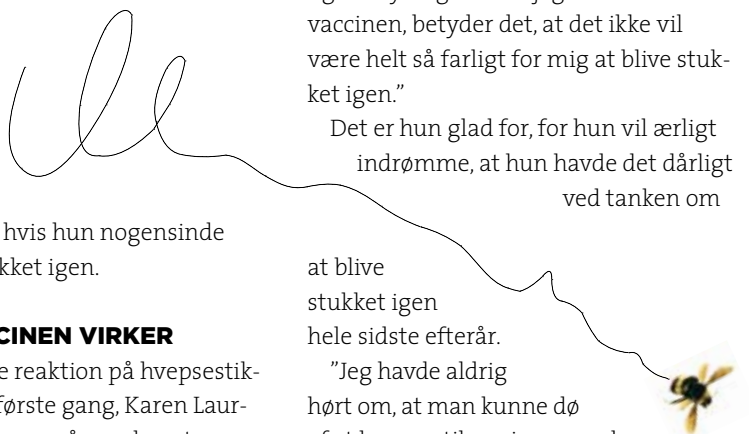 hvis hun nogensinde
kket igen.
CINEN VIRKER
e reaktion på hvepsestik-
første gang, Karen Laur-
vaccinen, betyder det, at det ikke vil
være helt så farligt for mig at blive stuk-
ket igen.”
Det er hun glad for, for hun vil ærligt
indrømme, at hun havde det dårligt
ved tanken om
at blive
stukket igen
hele sidste efterår.
”Jeg havde aldrig
hørt om, at man kunne dø